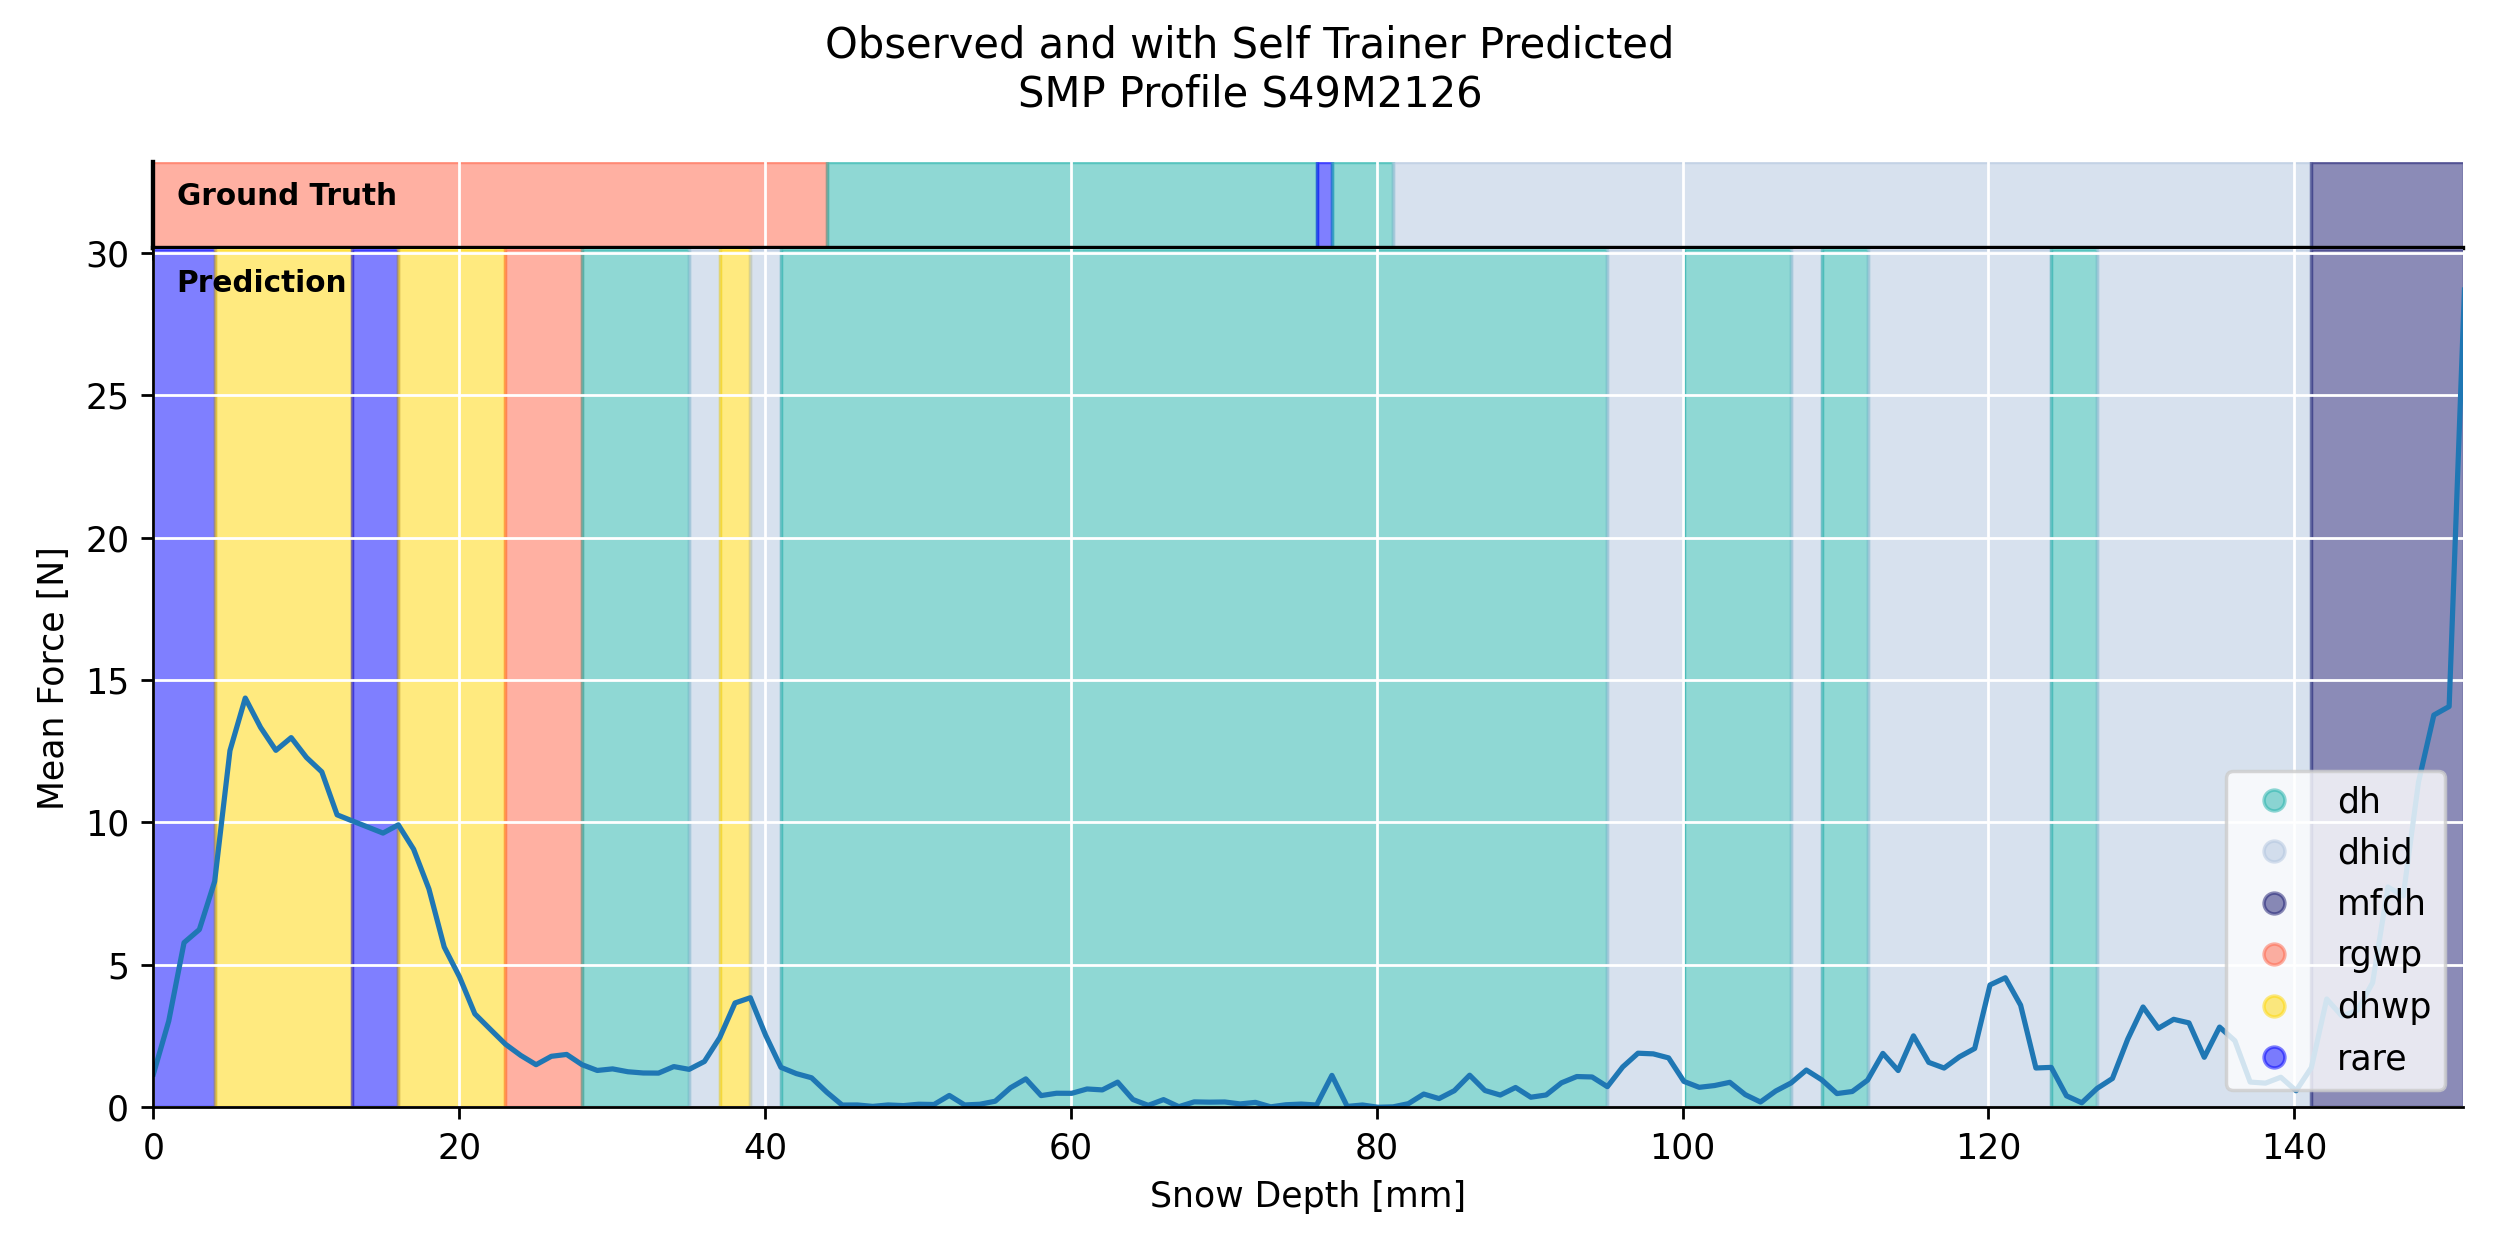 Observed and with Self Trainer Predicted
SMP Profile S49M2126
Ground Truth
Prediction
30
25
20
15
10
5
0
Mean Force [N]
0 20 40 60 80 100 120 140
Snow Depth [mm]
dh
dhid
mfdh
rgwp
dhwp
rare